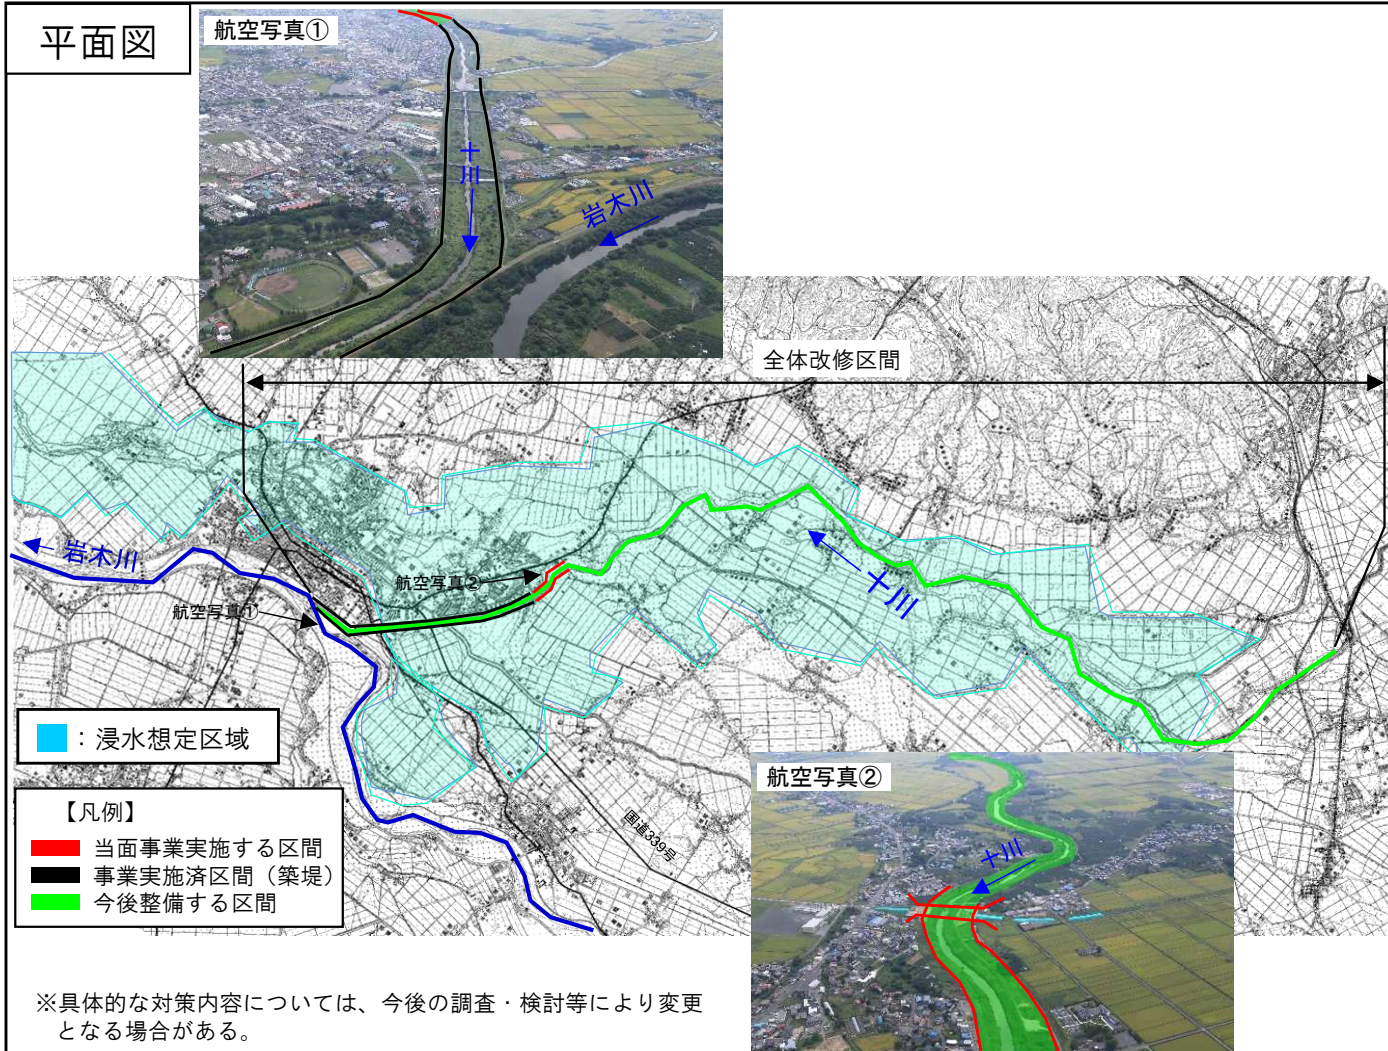 平面図
航空写真①
十川
岩木川
全体改修区間
岩木川
航空写真②
航空写真①
十川
：浸水想定区域
【凡例】
当面事業実施する区間
事業実施済区間（築堤）
今後整備する区間
国道339号
航空写真②
十川
※具体的な対策内容については、今後の調査・検討等により変更
となる場合がある。